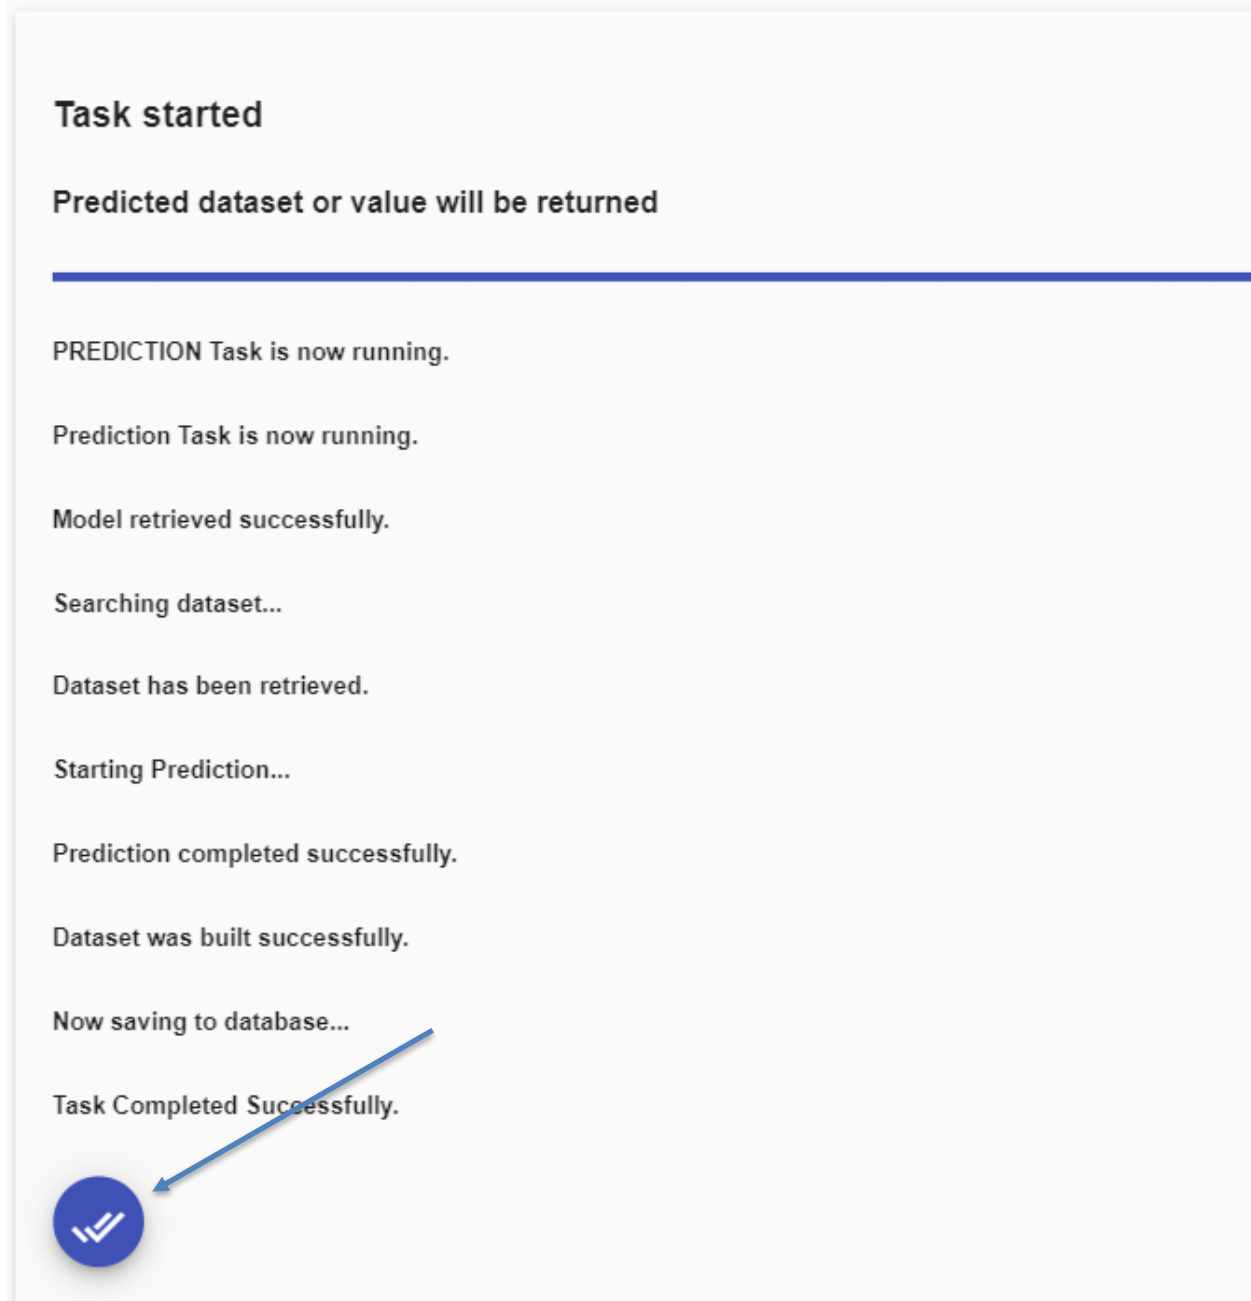 Task started
Predicted dataset or value will be returned
PREDICTION Task is now running.
Prediction Task is now running.
Model retrieved successfully.
Searching dataset...
Dataset has been retrieved.
Starting Prediction...
Prediction completed successfully.
Dataset was built successfully.
Now saving to database...
Task Completed Successfully.